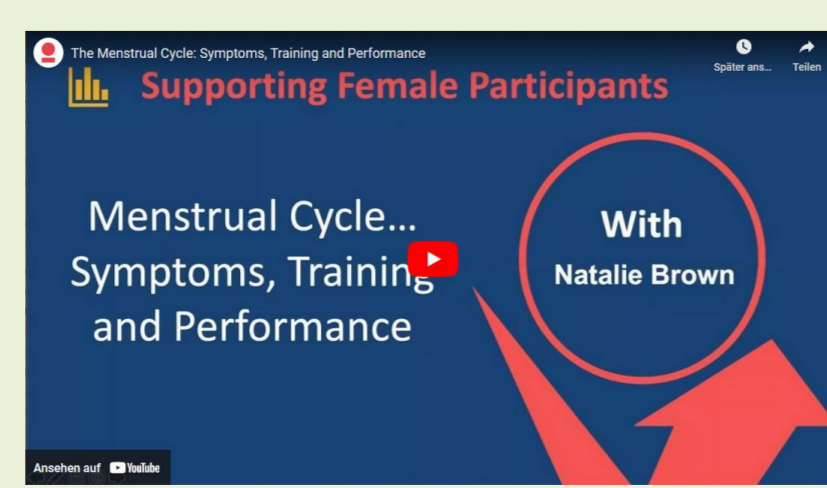 The Menstrual Cycle: Symptoms, Training and Performance
Später ans...
Teilen
Supporting Female Participants
Menstrual Cycle...
Symptoms, Training
and Performance
With
Natalie Brown
Ansehen auf YouTube